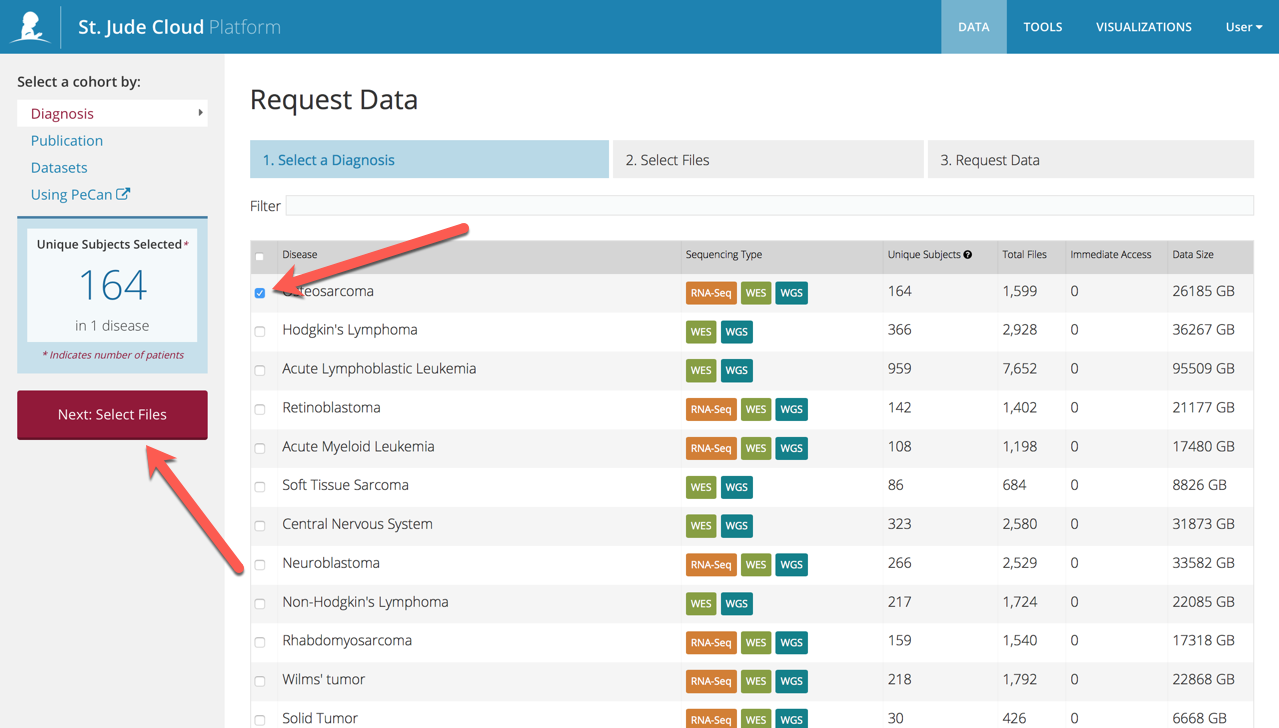 St. Jude Cloud Platform
DATA TOOLS VISUALIZATIONS User
Select a cohort by:
Diagnosis
Publication
Datasets
Using PeCan
Unique Subjects Selected*
164
in 1 disease
* Indicates number of patients
Next: Select Files
Request Data
1. Select a Diagnosis 2. Select Files 3. Request Data
Filter
Disease Sequencing Type Unique Subjects Total Files Immediate Access Data Size
Osteosarcoma RNA-Seq WES WGS 164 1,599 0 26185 GB
Hodgkin's Lymphoma WES WGS 366 2,928 0 36267 GB
Acute Lymphoblastic Leukemia WES WGS 959 7,652 0 95509 GB
Retinoblastoma RNA-Seq WES WGS 142 1,402 0 21177 GB
Acute Myeloid Leukemia RNA-Seq WES WGS 108 1,198 0 17480 GB
Soft Tissue Sarcoma WES WGS 86 684 0 8826 GB
Central Nervous System WES WGS 323 2,580 0 31873 GB
Neuroblastoma RNA-Seq WES WGS 266 2,529 0 33582 GB
Non-Hodgkin's Lymphoma WES WGS 217 1,724 0 22085 GB
Rhabdomyosarcoma RNA-Seq WES WGS 159 1,540 0 17318 GB
Wilms' tumor RNA-Seq WES WGS 218 1,792 0 22868 GB
Solid Tumor RNA-Seq WES WGS 30 426 0 6668 GB